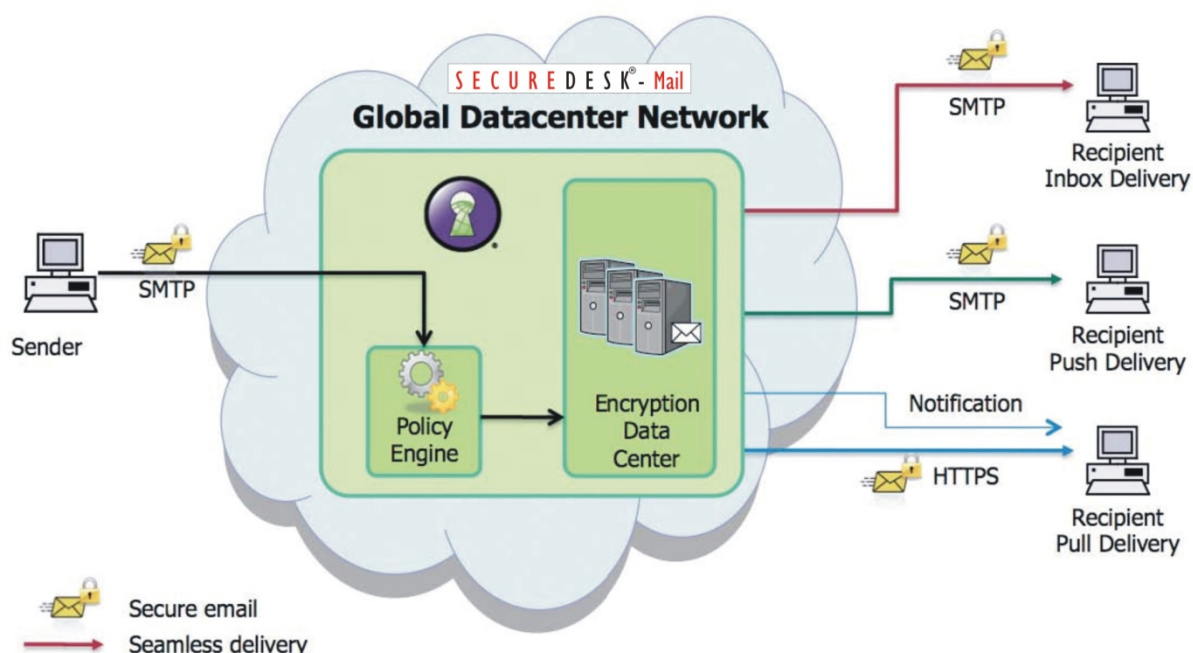 SECUREDESK® - Mail
Global Datacenter Network
SMTP
Recipient
Inbox Delivery
SMTP
Sender
SMTP
Recipient
Push Delivery
Policy
Engine
Encryption
Data
Center
Notification
HTTPS
Recipient
Pull Delivery
Secure email
Seamless delivery